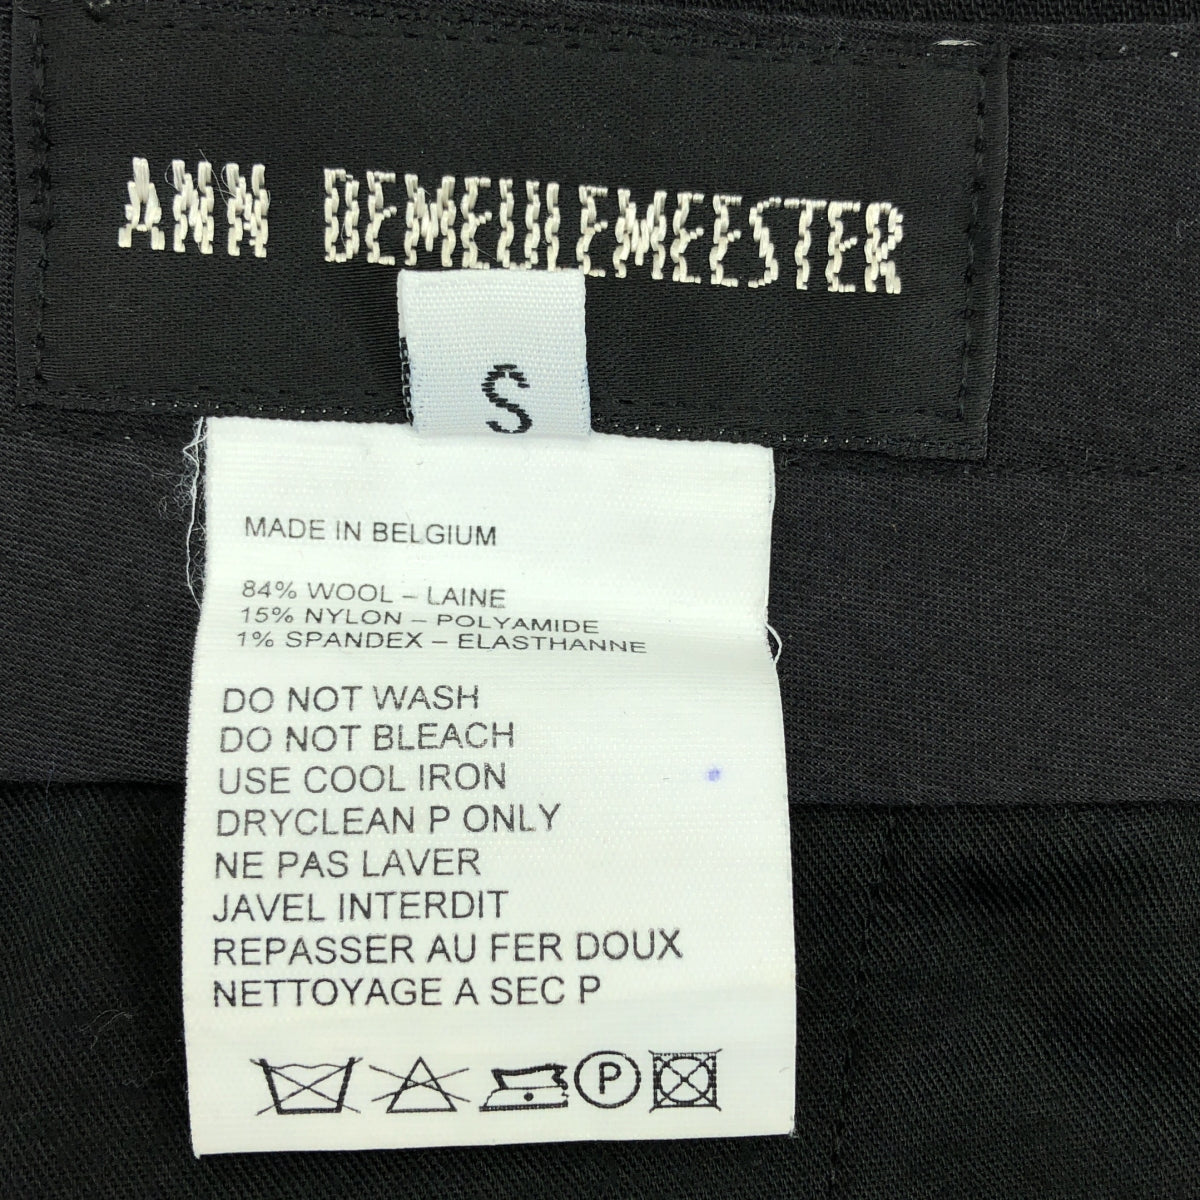 ANN DEMEULEMEESTER
S
MADE IN BELGIUM
84% WOOL – LAINE
15% NYLON – POLYAMIDE
1% SPANDEX – ELASTHANNE
DO NOT WASH
DO NOT BLEACH
USE COOL IRON
DRYCLEAN P ONLY
NE PAS LAVER
JAVEL INTERDIT
REPASSER AU FER DOUX
NETTOYAGE A SEC P
P